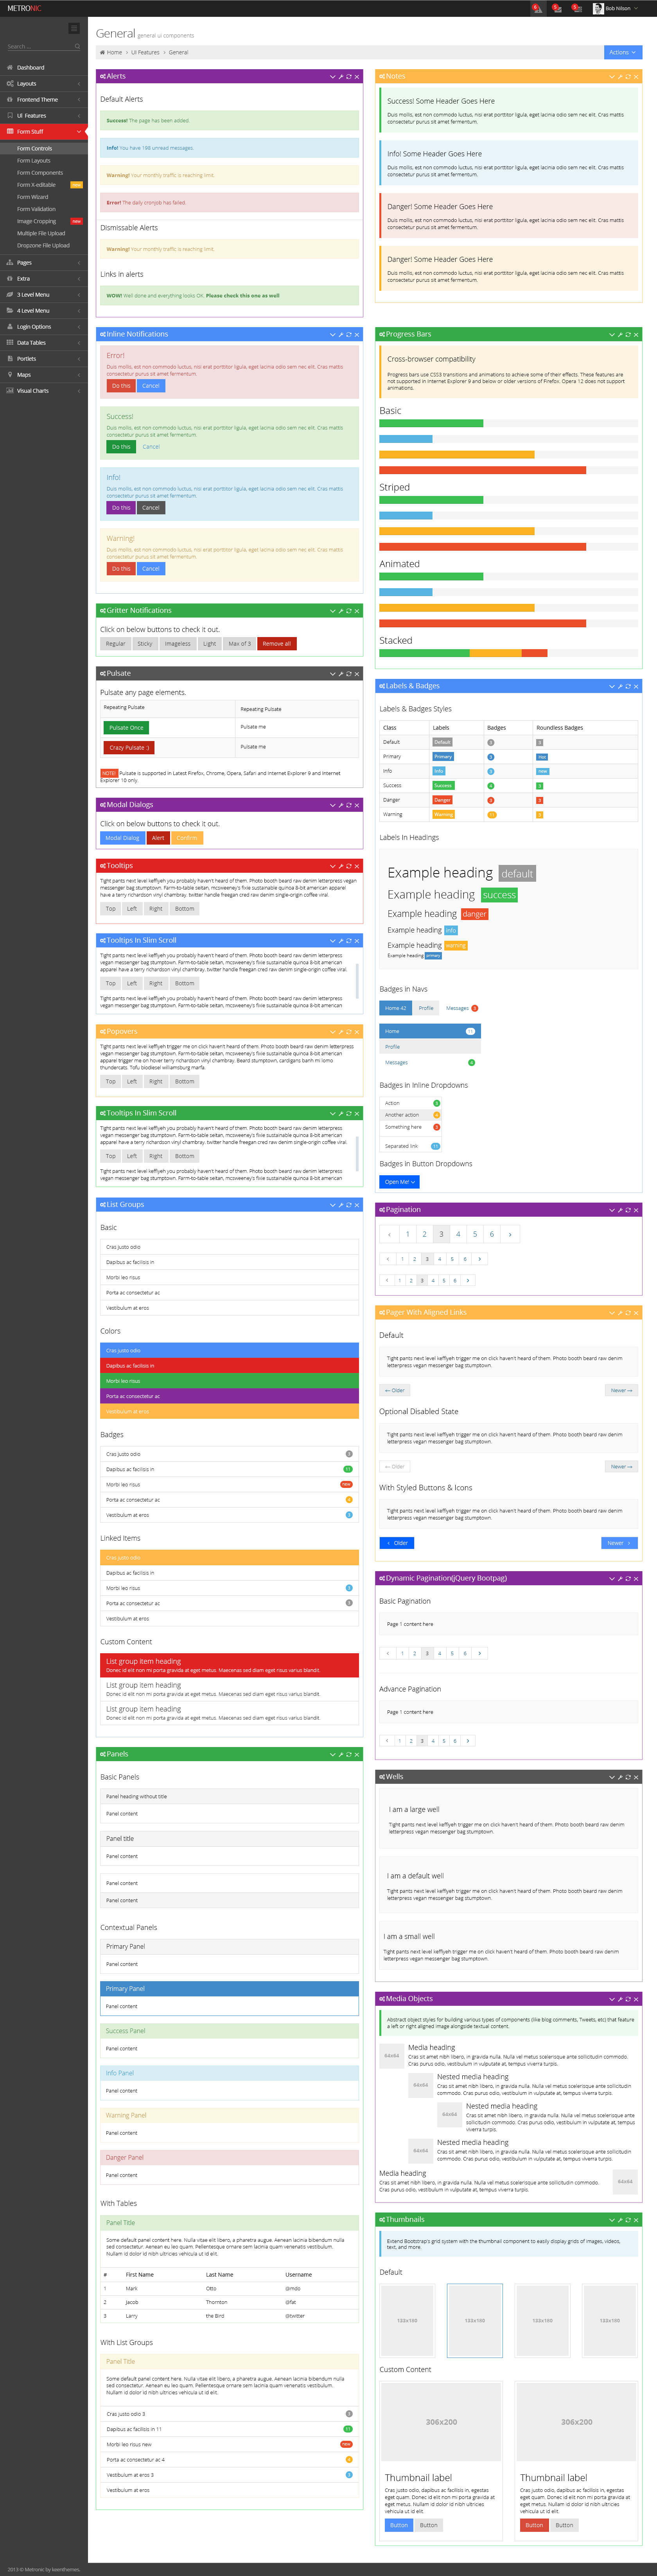 METRONIC
6
5
5
Bob Nilson
Search ...
Dashboard
Layouts
Frontend Theme
UI Features
Form Stuff
Form Controls
Form Layouts
Form Components
Form X-editable new
Form Wizard
Form Validation
Image Cropping new
Multiple File Upload
Dropzone File Upload
Pages
Extra
3 Level Menu
4 Level Menu
Login Options
Data Tables
Portlets
Maps
Visual Charts
General general ui components
Home > UI Features > General
Actions
Alerts
Default Alerts
Success! The page has been added.
Info! You have 198 unread messages.
Warning! Your monthly traffic is reaching limit.
Error! The daily cronjob has failed.
Dismissable Alerts
Warning! Your monthly traffic is reaching limit.
Links in alerts
WOW! Well done and everything looks OK. Please check this one as well
Inline Notifications
Error!
Duis mollis, est non commodo luctus, nisi erat porttitor ligula, eget lacinia odio sem nec elit. Cras mattis
consectetur purus sit amet fermentum.
Do this Cancel
Success!
Duis mollis, est non commodo luctus, nisi erat porttitor ligula, eget lacinia odio sem nec elit. Cras mattis
consectetur purus sit amet fermentum.
Do this Cancel
Info!
Duis mollis, est non commodo luctus, nisi erat porttitor ligula, eget lacinia odio sem nec elit. Cras mattis
consectetur purus sit amet fermentum.
Do this Cancel
Warning!
Duis mollis, est non commodo luctus, nisi erat porttitor ligula, eget lacinia odio sem nec elit. Cras mattis
consectetur purus sit amet fermentum.
Do this Cancel
Gritter Notifications
Click on below buttons to check it out.
Regular Sticky Imageless Light Max of 3 Remove all
Pulsate
Pulsate any page elements.
Repeating Pulsate Repeating Pulsate
Pulsate Once Pulsate me
Crazy Pulsate :) Pulsate me
NOTE! Pulsate is supported in Latest Firefox, Chrome, Opera, Safari and Internet Explorer 9 and Internet
Explorer 10 only.
Modal Dialogs
Click on below buttons to check it out.
Modal Dialog Alert Confirm
Tooltips
Tight pants next level keffiyeh you probably haven't heard of them. Photo booth beard raw denim letterpress vegan
messenger bag stumptown. Farm-to-table seitan, mcsweeney's fixie sustainable quinoa 8-bit american apparel
have a terry richardson vinyl chambray. twitter handle freegan cred raw denim single-origin coffee viral.
Top Left Right Bottom
Tooltips In Slim Scroll
Tight pants next level keffiyeh you probably haven't heard of them. Photo booth beard raw denim letterpress
vegan messenger bag stumptown. Farm-to-table seitan, mcsweeney's fixie sustainable quinoa 8-bit american
apparel have a terry richardson vinyl chambray. twitter handle freegan cred raw denim single-origin coffee viral.
Top Left Right Bottom
Tight pants next level keffiyeh you probably haven't heard of them. Photo booth beard raw denim letterpress
vegan messenger bag stumptown. Farm-to-table seitan, mcsweeney's fixie sustainable quinoa 8-bit american
Popovers
Tight pants next level keffiyeh trigger me on click haven't heard of them. Photo booth beard raw denim letterpress
vegan messenger bag stumptown. Farm-to-table seitan, mcsweeney's fixie sustainable quinoa 8-bit american
apparel trigger me on hover terry richardson vinyl chambray. Beard stumptown, cardigans banh mi lomo
thundercats. Tofu biodiesel williamsburg marfa.
Top Left Right Bottom
Tooltips In Slim Scroll
Tight pants next level keffiyeh you probably haven't heard of them. Photo booth beard raw denim letterpress
vegan messenger bag stumptown. Farm-to-table seitan, mcsweeney's fixie sustainable quinoa 8-bit american
apparel have a terry richardson vinyl chambray. twitter handle freegan cred raw denim single-origin coffee viral.
Top Left Right Bottom
Tight pants next level keffiyeh you probably haven't heard of them. Photo booth beard raw denim letterpress
vegan messenger bag stumptown. Farm-to-table seitan, mcsweeney's fixie sustainable quinoa 8-bit american
List Groups
Basic
Cras justo odio
Dapibus ac facilisis in
Morbi leo risus
Porta ac consectetur ac
Vestibulum at eros
Colors
Cras justo odio
Dapibus ac facilisis in
Morbi leo risus
Porta ac consectetur ac
Vestibulum at eros
Badges
Cras justo odio 3
Dapibus ac facilisis in 11
Morbi leo risus new
Porta ac consectetur ac 4
Vestibulum at eros 3
Linked Items
Cras justo odio
Dapibus ac facilisis in
Morbi leo risus 3
Porta ac consectetur ac 3
Vestibulum at eros
Custom Content
List group item heading
Donec id elit non mi porta gravida at eget metus. Maecenas sed diam eget risus varius blandit.
List group item heading
Donec id elit non mi porta gravida at eget metus. Maecenas sed diam eget risus varius blandit.
List group item heading
Donec id elit non mi porta gravida at eget metus. Maecenas sed diam eget risus varius blandit.
Panels
Basic Panels
Panel heading without title
Panel content
Panel title
Panel content
Panel content
Panel content
Contextual Panels
Primary Panel
Panel content
Primary Panel
Panel content
Success Panel
Panel content
Info Panel
Panel content
Warning Panel
Panel content
Danger Panel
Panel content
With Tables
Panel Title
Some default panel content here. Nulla vitae elit libero, a pharetra augue. Aenean lacinia bibendum nulla
sed consectetur. Aenean eu leo quam. Pellentesque ornare sem lacinia quam venenatis vestibulum.
Nullam id dolor id nibh ultricies vehicula ut id elit.
# First Name Last Name Username
1 Mark Otto @mdo
2 Jacob Thornton @fat
3 Larry the Bird @twitter
With List Groups
Panel Title
Some default panel content here. Nulla vitae elit libero, a pharetra augue. Aenean lacinia bibendum nulla
sed consectetur. Aenean eu leo quam. Pellentesque ornare sem lacinia quam venenatis vestibulum.
Nullam id dolor id nibh ultricies vehicula ut id elit.
Cras justo odio 3 3
Dapibus ac facilisis in 11 11
Morbi leo risus new new
Porta ac consectetur ac 4 4
Vestibulum at eros 3 3
Vestibulum at eros
Notes
Success! Some Header Goes Here
Duis mollis, est non commodo luctus, nisi erat porttitor ligula, eget lacinia odio sem nec elit. Cras mattis
consectetur purus sit amet fermentum.
Info! Some Header Goes Here
Duis mollis, est non commodo luctus, nisi erat porttitor ligula, eget lacinia odio sem nec elit. Cras mattis
consectetur purus sit amet fermentum.
Danger! Some Header Goes Here
Duis mollis, est non commodo luctus, nisi erat porttitor ligula, eget lacinia odio sem nec elit. Cras mattis
consectetur purus sit amet fermentum.
Danger! Some Header Goes Here
Duis mollis, est non commodo luctus, nisi erat porttitor ligula, eget lacinia odio sem nec elit. Cras mattis
consectetur purus sit amet fermentum.
Progress Bars
Cross-browser compatibility
Progress bars use CSS3 transitions and animations to achieve some of their effects. These features are
not supported in Internet Explorer 9 and below or older versions of Firefox. Opera 12 does not support
animations.
Basic
Striped
Animated
Stacked
Labels & Badges
Labels & Badges Styles
Class Labels Badges Roundless Badges
Default Default 3 3
Primary Primary 3 Hot
Info Info 3 new
Success Success 4 3
Danger Danger 3 3
Warning Warning 11 3
Labels In Headings
Example heading default
Example heading success
Example heading danger
Example heading info
Example heading warning
Example heading primary
Badges in Navs
Home 42 Profile Messages 3
Home 11
Profile
Messages 4
Badges in Inline Dropdowns
Action 3
Another action 4
Something here 3
Separated link 11
Badges in Button Dropdowns
Open Me!
Pagination
‹ 1 2 3 4 5 6 ›
‹ 1 2 3 4 5 6 ›
‹ 1 2 3 4 5 6 ›
Pager With Aligned Links
Default
Tight pants next level keffiyeh trigger me on click haven't heard of them. Photo booth beard raw denim
letterpress vegan messenger bag stumptown.
← Older Newer →
Optional Disabled State
Tight pants next level keffiyeh trigger me on click haven't heard of them. Photo booth beard raw denim
letterpress vegan messenger bag stumptown.
← Older Newer →
With Styled Buttons & Icons
Tight pants next level keffiyeh trigger me on click haven't heard of them. Photo booth beard raw denim
letterpress vegan messenger bag stumptown.
‹ Older Newer ›
Dynamic Pagination(jQuery Bootpag)
Basic Pagination
Page 1 content here
‹ 1 2 3 4 5 6 ›
Advance Pagination
Page 1 content here
‹ 1 2 3 4 5 6 ›
Wells
I am a large well
Tight pants next level keffiyeh trigger me on click haven't heard of them. Photo booth beard raw denim
letterpress vegan messenger bag stumptown.
I am a default well
Tight pants next level keffiyeh trigger me on click haven't heard of them. Photo booth beard raw denim
letterpress vegan messenger bag stumptown.
I am a small well
Tight pants next level keffiyeh trigger me on click haven't heard of them. Photo booth beard raw denim
letterpress vegan messenger bag stumptown.
Media Objects
Abstract object styles for building various types of components (like blog comments, Tweets, etc) that feature
a left or right aligned image alongside textual content.
64x64
Media heading
Cras sit amet nibh libero, in gravida nulla. Nulla vel metus scelerisque ante sollicitudin commodo.
Cras purus odio, vestibulum in vulputate at, tempus viverra turpis.
64x64
Nested media heading
Cras sit amet nibh libero, in gravida nulla. Nulla vel metus scelerisque ante sollicitudin
commodo. Cras purus odio, vestibulum in vulputate at, tempus viverra turpis.
64x64
Nested media heading
Cras sit amet nibh libero, in gravida nulla. Nulla vel metus scelerisque ante
sollicitudin commodo. Cras purus odio, vestibulum in vulputate at, tempus
viverra turpis.
64x64
Nested media heading
Cras sit amet nibh libero, in gravida nulla. Nulla vel metus scelerisque ante sollicitudin
commodo. Cras purus odio, vestibulum in vulputate at, tempus viverra turpis.
Media heading
Cras sit amet nibh libero, in gravida nulla. Nulla vel metus scelerisque ante sollicitudin commodo.
Cras purus odio, vestibulum in vulputate at, tempus viverra turpis.
64x64
Thumbnails
Extend Bootstrap's grid system with the thumbnail component to easily display grids of images, videos,
text, and more.
Default
133x180 133x180 133x180 133x180
Custom Content
306x200 306x200
Thumbnail label
Cras justo odio, dapibus ac facilisis in, egestas
eget quam. Donec id elit non mi porta gravida at
eget metus. Nullam id dolor id nibh ultricies
vehicula ut id elit.
Button Button
Thumbnail label
Cras justo odio, dapibus ac facilisis in, egestas
eget quam. Donec id elit non mi porta gravida at
eget metus. Nullam id dolor id nibh ultricies
vehicula ut id elit.
Button Button
2013 © Metronic by keenthemes.